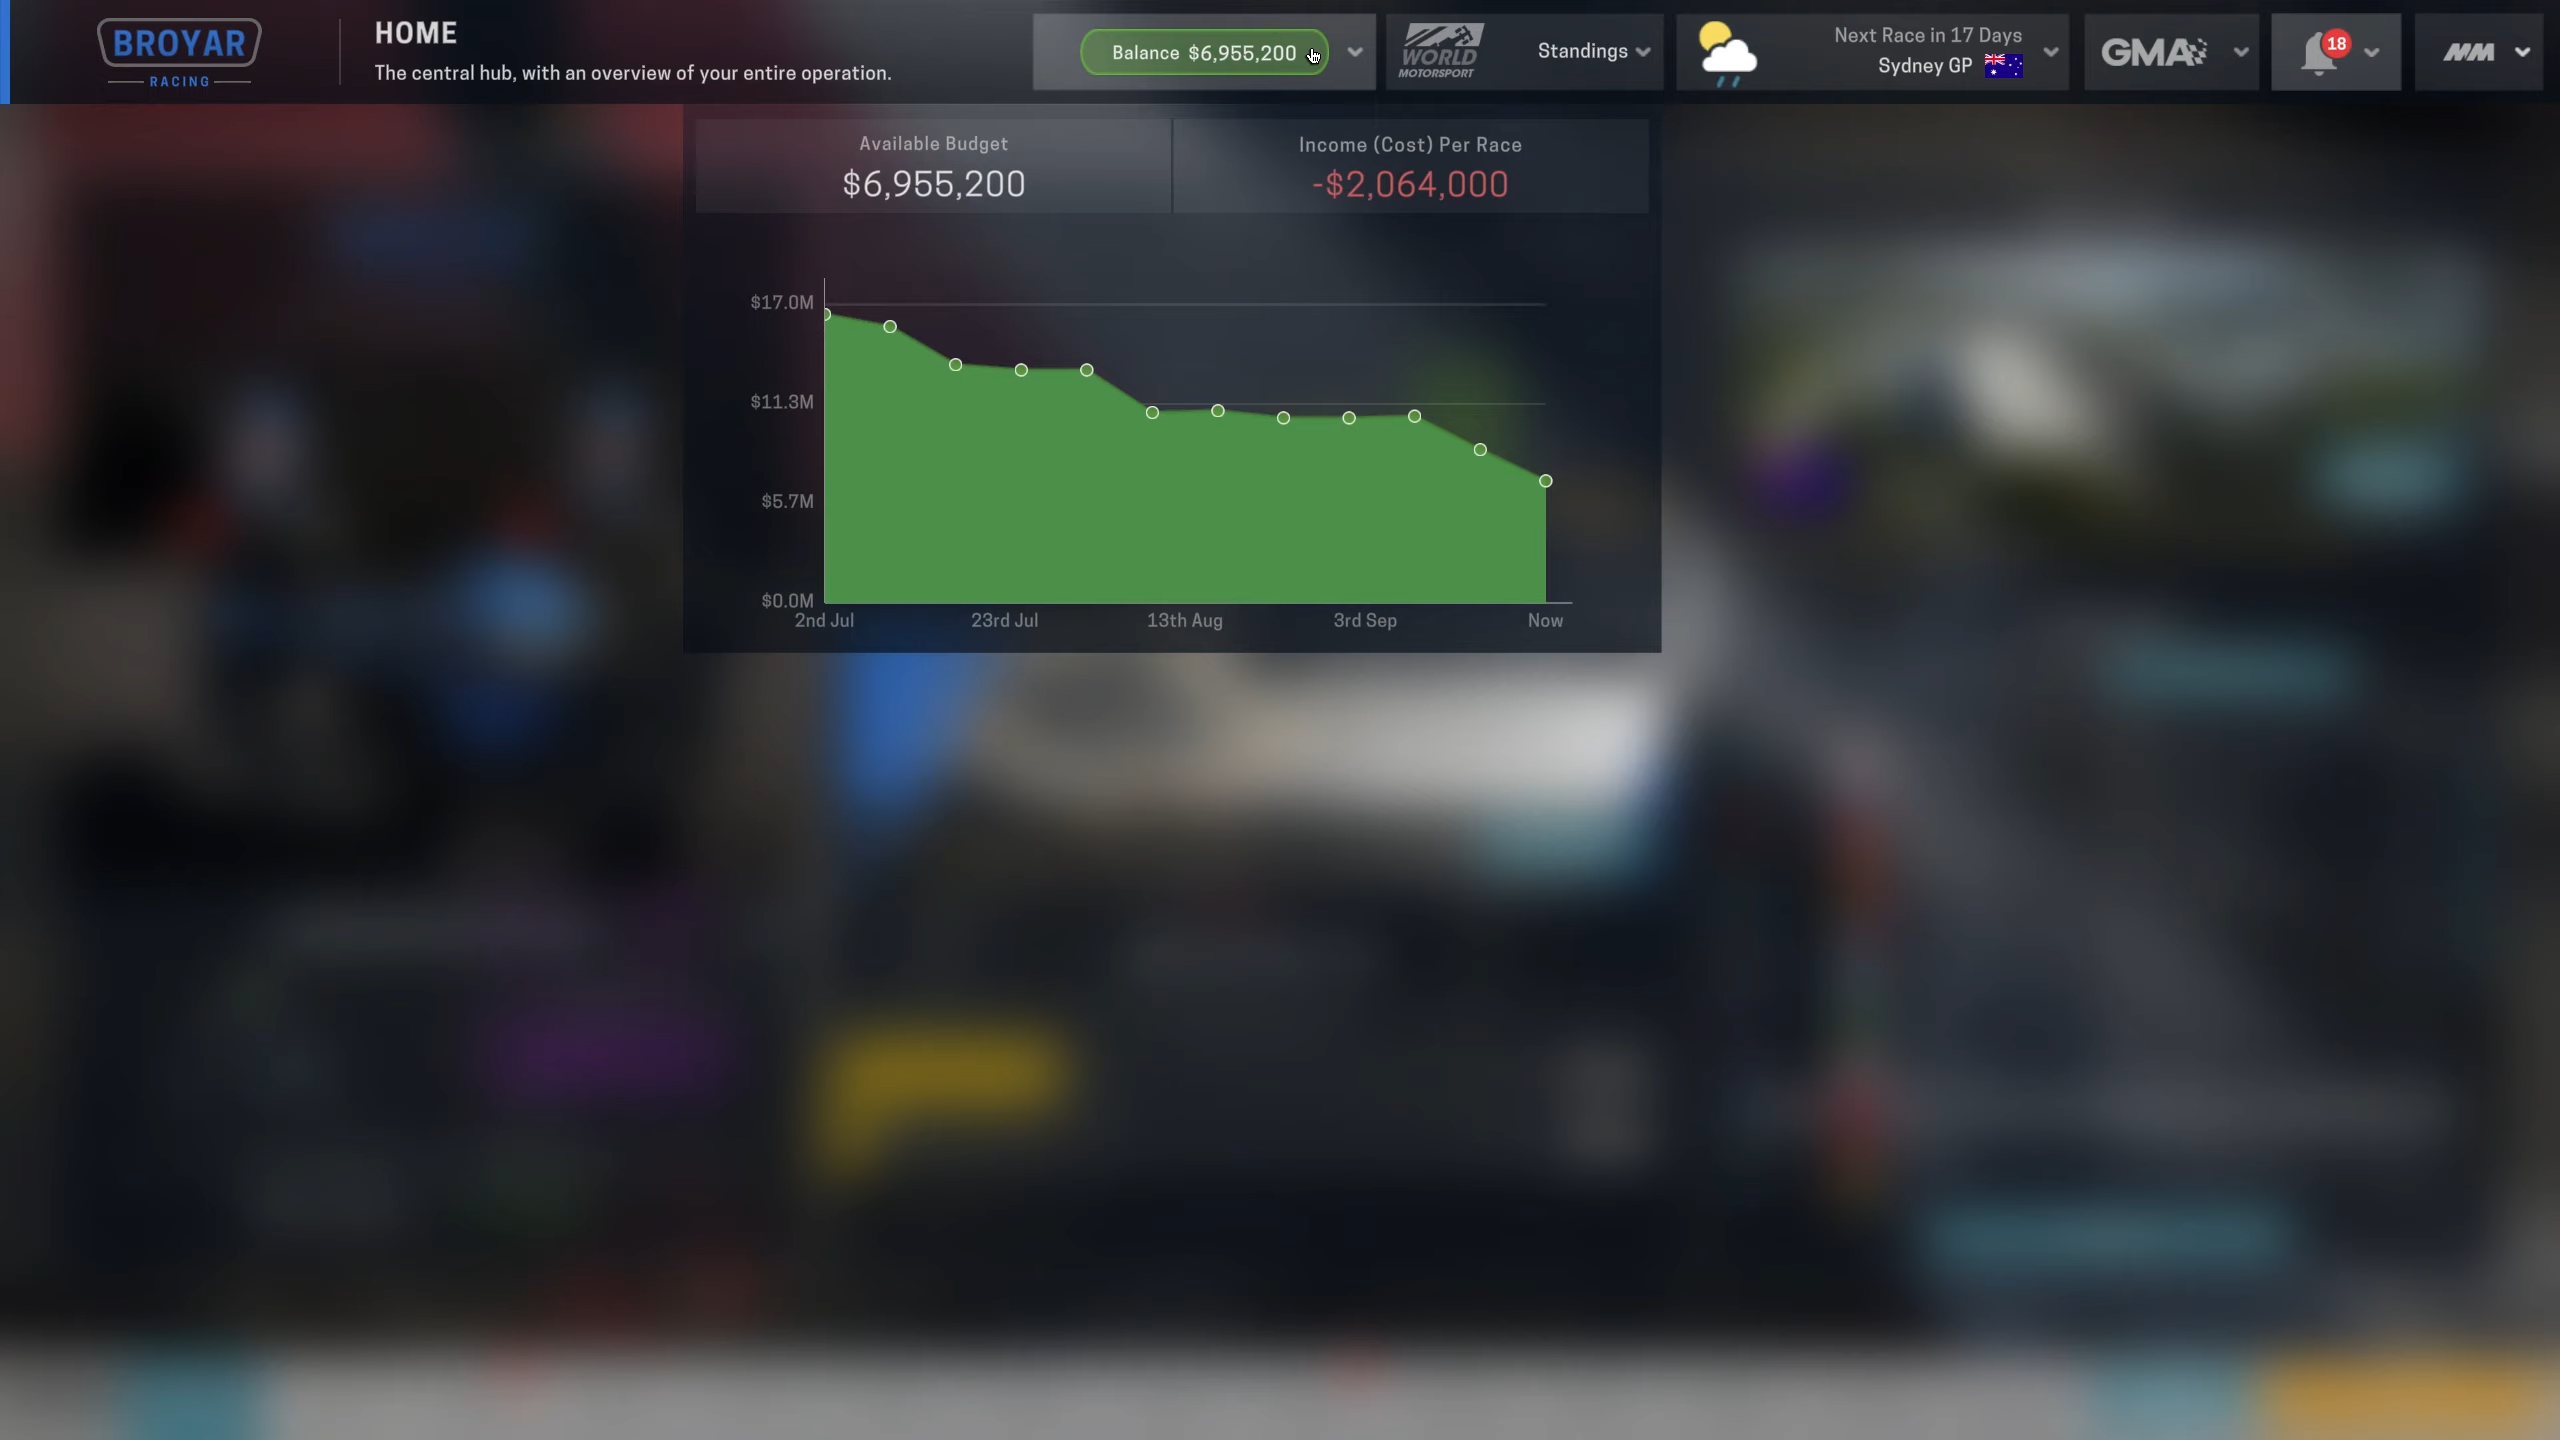 BROYAR
RACING
HOME
The central hub, with an overview of your entire operation.
Balance $6,955,200
WORLD
MOTORSPORT
Standings
Next Race in 17 Days
Sydney GP
GMA
18
MM
Available Budget
$6,955,200
Income (Cost) Per Race
-$2,064,000
$17.0M
$11.3M
$5.7M
$0.0M
2nd Jul
23rd Jul
13th Aug
3rd Sep
Now